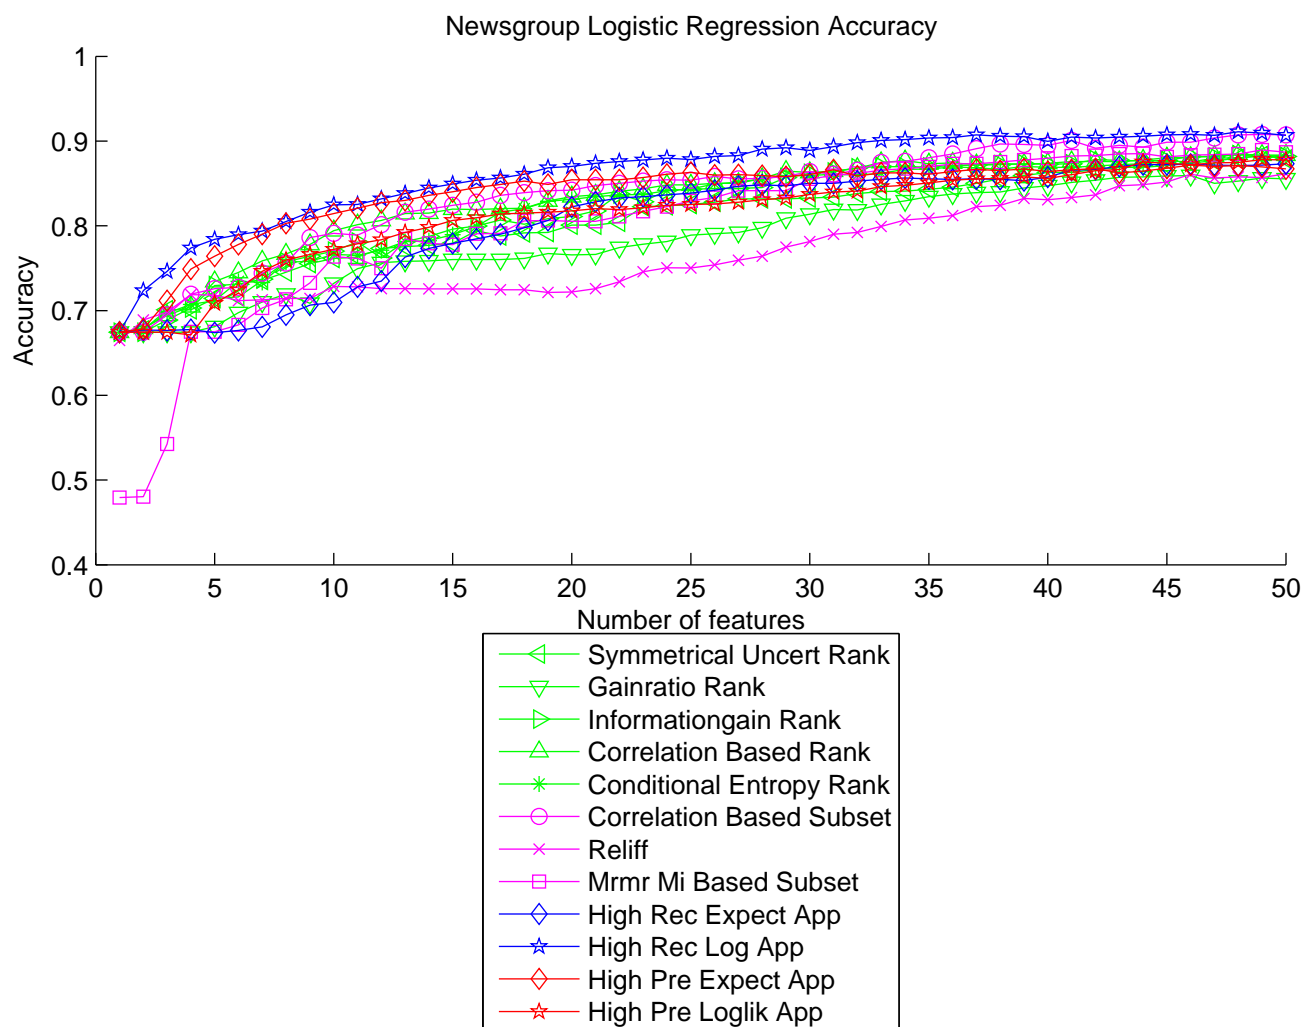 Newsgroup Logistic Regression Accuracy
1
0.9
0.8
0.7
0.6
0.5
0.4
Accuracy
0 5 10 15 20 25 30 35 40 45 50
Number of features
Symmetrical Uncert Rank
Gainratio Rank
Informationgain Rank
Correlation Based Rank
Conditional Entropy Rank
Correlation Based Subset
Reliff
Mrmr Mi Based Subset
High Rec Expect App
High Rec Log App
High Pre Expect App
High Pre Loglik App